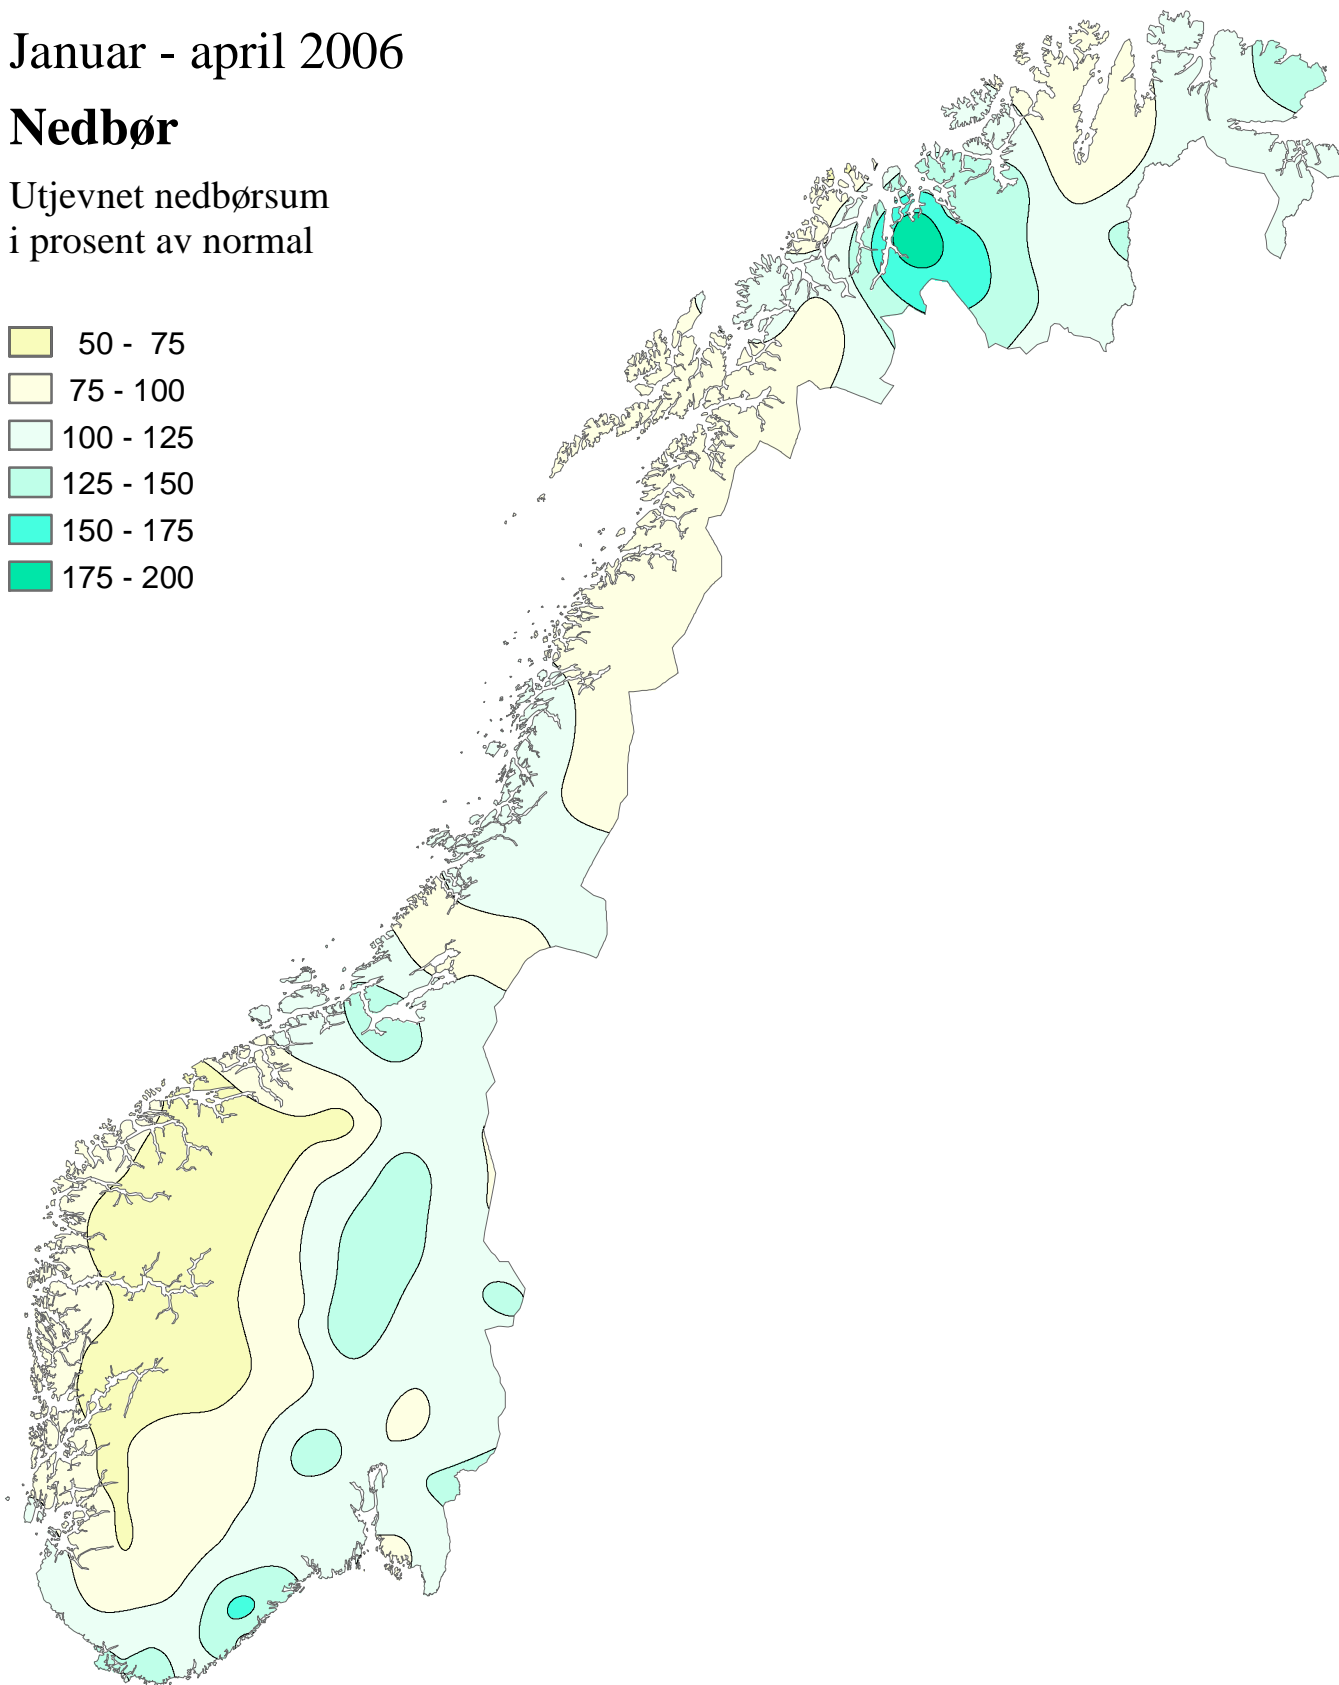 Januar - april 2006
Nedbør
Utjevnet nedbørsum
i prosent av normal
50 - 75
75 - 100
100 - 125
125 - 150
150 - 175
175 - 200